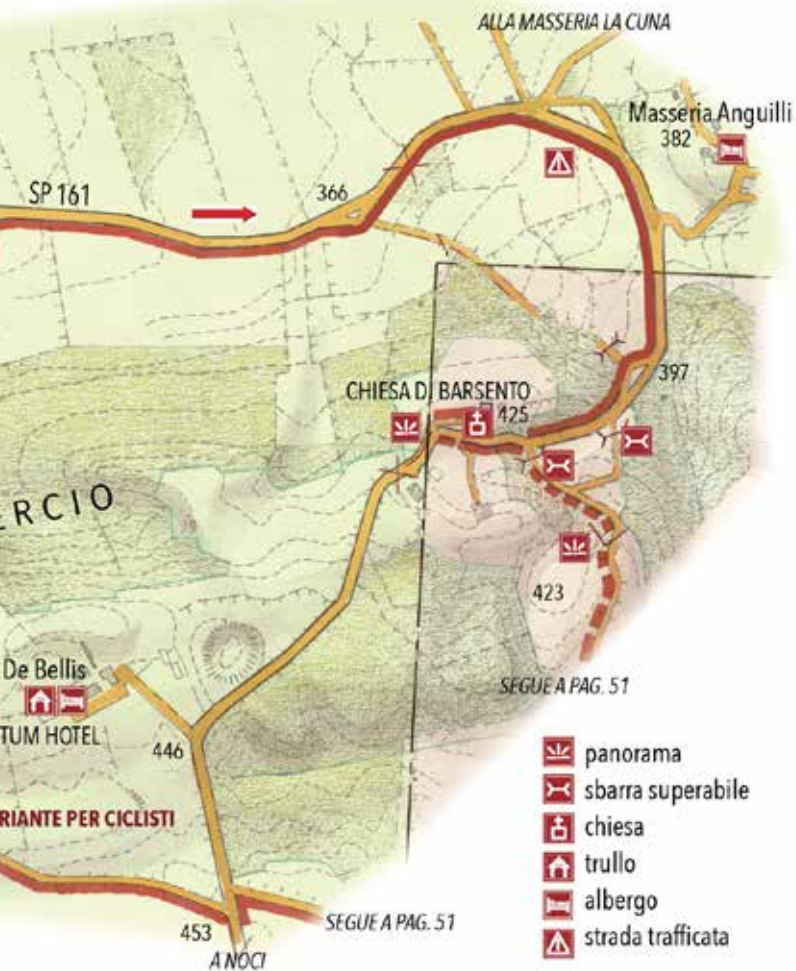 ALLA MASSERIA LA CUNA
Masseria Anguilli
382
SP 161
366
397
CHIESA DI BARSENTO
425
ERCIO
423
De Bellis
SEGUE A PAG. 51
TUM HOTEL
446
RIANTE PER CICLISTI
453
SEGUE A PAG. 51
A NOCI
panorama
sbarra superabile
chiesa
trullo
albergo
strada trafficata